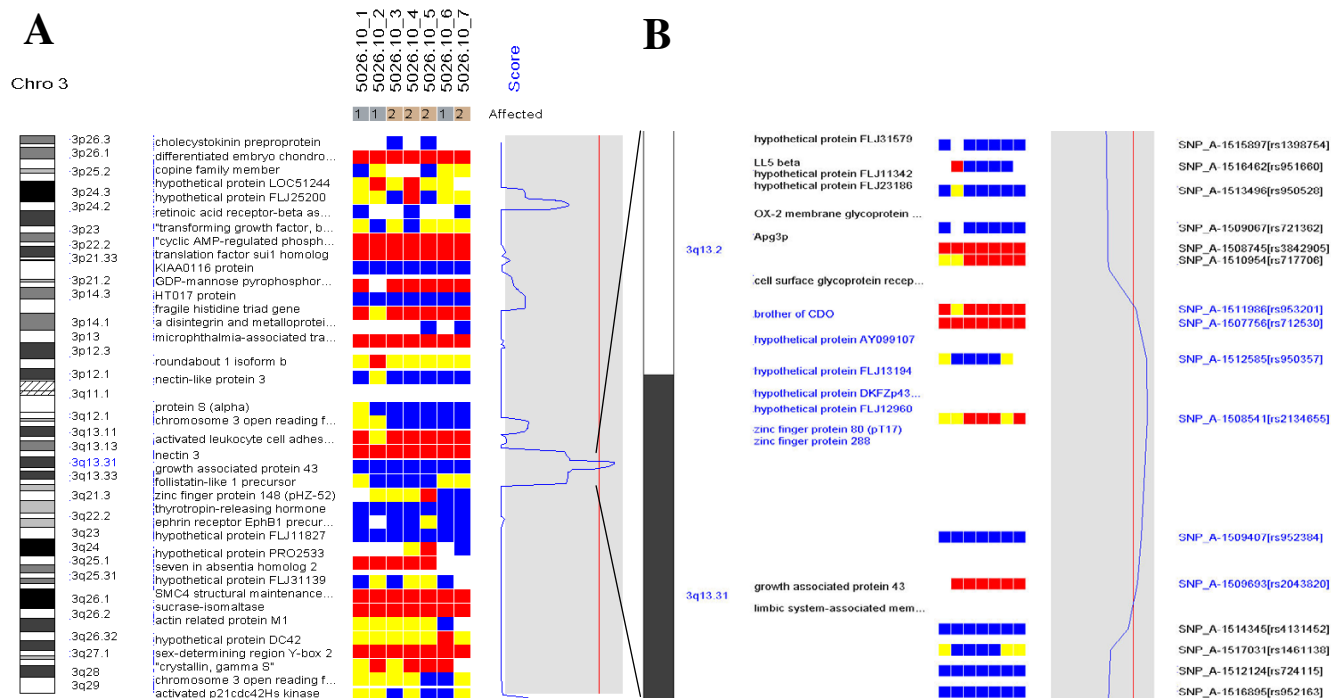 A
B
Chro 3
5026.10_1
5026.10_2
5026.10_3
5026.10_4
5026.10_5
5026.10_6
5026.10_7
Score
1 1 2 2 2 1 2
Affected
3p26.3
3p26.1
3p25.2
3p24.3
3p24.2
3p23
3p22.2
3p21.33
3p21.2
3p14.3
3p14.1
3p13
3p12.3
3p12.1
3q11.1
3q12.1
3q13.11
3q13.13
3q13.31
3q13.33
3q21.3
3q22.2
3q23
3q24
3q25.1
3q25.31
3q26.1
3q26.2
3q26.32
3q27.1
3q28
3q29
cholecystokinin preproprotein
differentiated embryo chondro...
copine family member
hypothetical protein LOC51244
hypothetical protein FLJ25200
retinoic acid receptor-beta as...
"transforming growth factor, b...
"cyclic AMP-regulated phosph...
translation factor sui1 homolog
KIAA0116 protein
GDP-mannose pyrophosphor...
HT017 protein
fragile histidine triad gene
a disintegrin and metalloprotei...
microphthalmia-associated tra...
roundabout 1 isoform b
nectin-like protein 3
protein S (alpha)
chromosome 3 open reading f...
activated leukocyte cell adhes...
nectin 3
growth associated protein 43
follistatin-like 1 precursor
zinc finger protein 148 (pHZ-52)
thyrotropin-releasing hormone
ephrin receptor EphB1 precur...
hypothetical protein FLJ11827
hypothetical protein PRO2533
seven in absentia homolog 2
hypothetical protein FLJ31139
SMC4 structural maintenance...
sucrase-isomaltase
actin related protein M1
hypothetical protein DC42
sex-determining region Y-box 2
"crystallin, gamma S"
chromosome 3 open reading f...
activated p21cdc42Hs kinase
3q13.2
3q13.31
hypothetical protein FLJ31579
LL5 beta
hypothetical protein FLJ11342
hypothetical protein FLJ23186
OX-2 membrane glycoprotein ...
Apg3p
cell surface glycoprotein recep...
brother of CDO
hypothetical protein AY099107
hypothetical protein FLJ13194
hypothetical protein DKFZp43...
hypothetical protein FLJ12960
zinc finger protein 80 (pT17)
zinc finger protein 288
growth associated protein 43
limbic system-associated mem...
SNP_A-1515897[rs1398754]
SNP_A-1516462[rs951660]
SNP_A-1513496[rs950528]
SNP_A-1509067[rs721362]
SNP_A-1508745[rs3842905]
SNP_A-1510954[rs717706]
SNP_A-1511986[rs953201]
SNP_A-1507756[rs712530]
SNP_A-1512585[rs950357]
SNP_A-1508541[rs2134655]
SNP_A-1509407[rs952384]
SNP_A-1509693[rs2043820]
SNP_A-1514345[rs4131452]
SNP_A-1517031[rs1461138]
SNP_A-1512124[rs724115]
SNP_A-1516895[rs952163]